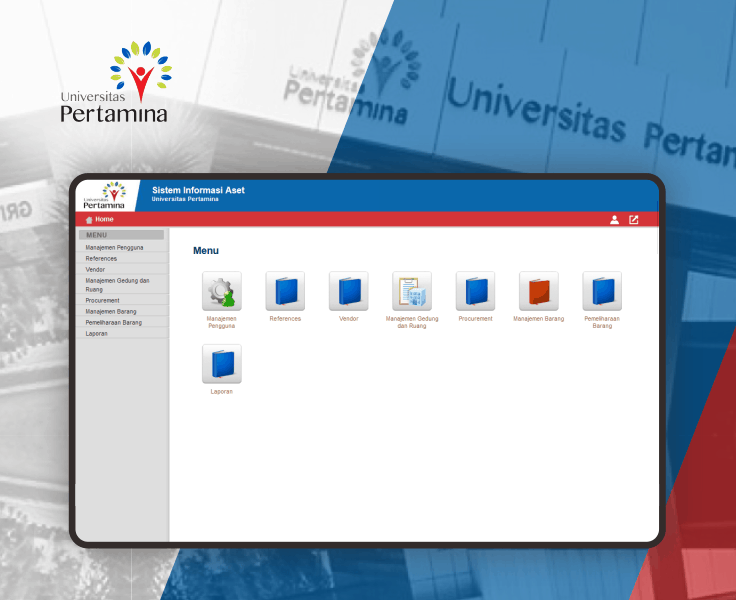 Universitas
Pertamina
Universitas
Pertamina
Universitas Pertam
GRI
Universitas
Pertamina
Sistem Informasi Aset
Universitas Pertamina
Home
MENU
Manajemen Pengguna
References
Vendor
Manajemen Gedung dan
Ruang
Procurement
Manajemen Barang
Pemeliharaan Barang
Laporan
Menu
Manajemen
Pengguna
References
Vendor
Manajemen Gedung
dan Ruang
Procurement
Manajemen Barang
Pemeliharaan
Barang
Laporan